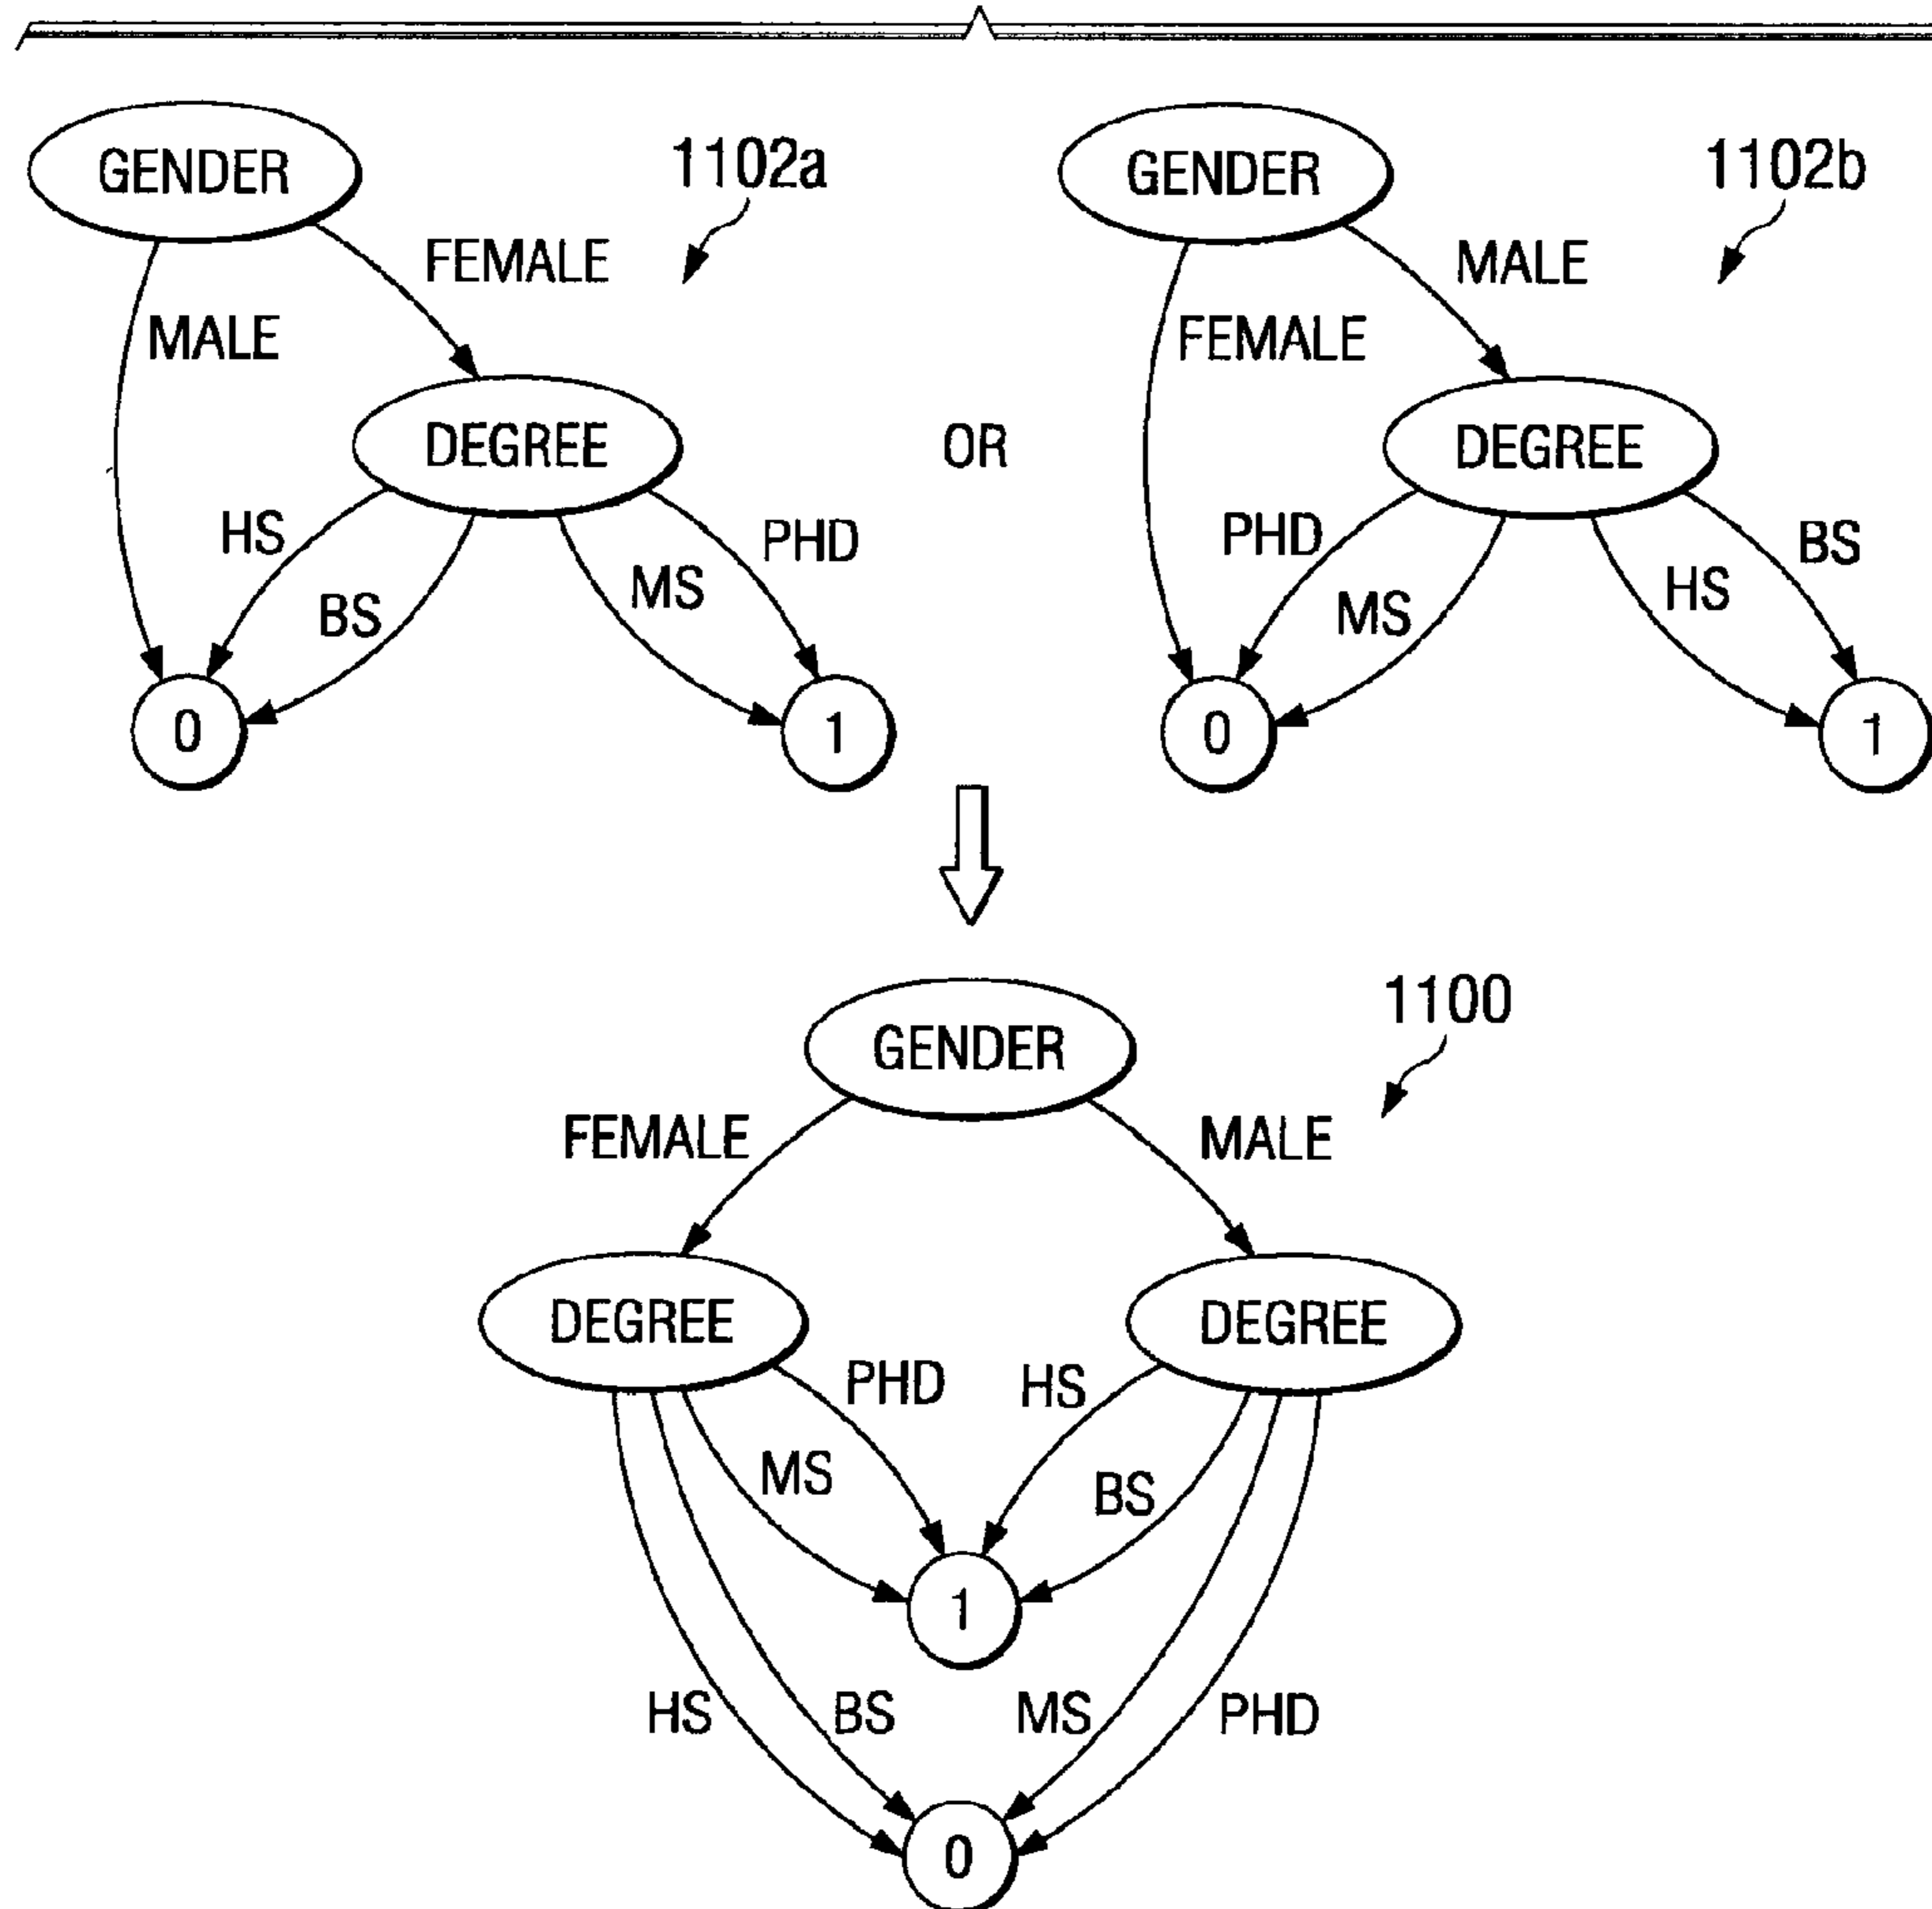 GENDER
1102a
FEMALE
MALE
DEGREE
HS
PHD
BS
MS
0
1
OR
GENDER
1102b
MALE
FEMALE
DEGREE
PHD
BS
MS
HS
0
1
1100
GENDER
FEMALE
MALE
DEGREE
DEGREE
PHD
HS
MS
BS
1
HS
BS
MS
PHD
0